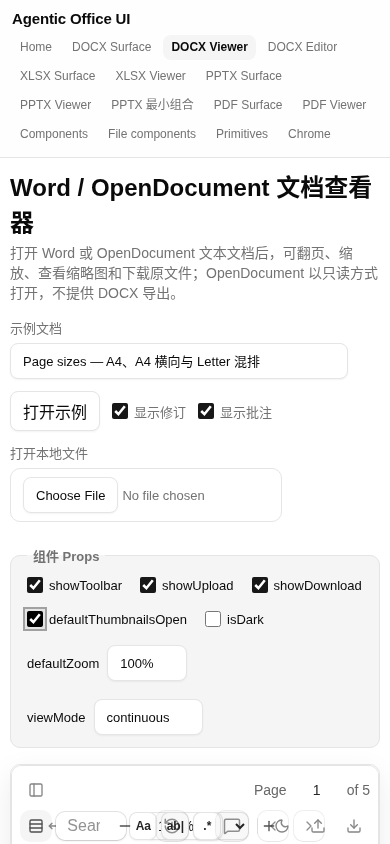 Agentic Office UI
Home DOCX Surface DOCX Viewer DOCX Editor
XLSX Surface XLSX Viewer PPTX Surface
PPTX Viewer PPTX 最小组合 PDF Surface PDF Viewer
Components File components Primitives Chrome
Word / OpenDocument 文档查看
器
打开 Word 或 OpenDocument 文本文档后，可翻页、缩
放、查看缩略图和下载原文件；OpenDocument 以只读方式
打开，不提供 DOCX 导出。
示例文档
Page sizes — A4、A4 横向与 Letter 混排
打开示例 显示修订 显示批注
打开本地文件
Choose File No file chosen
组件 Props
showToolbar showUpload showDownload
defaultThumbnailsOpen isDark
defaultZoom 100%
viewMode continuous
Page 1 of 5
Sear Aa ab| .*